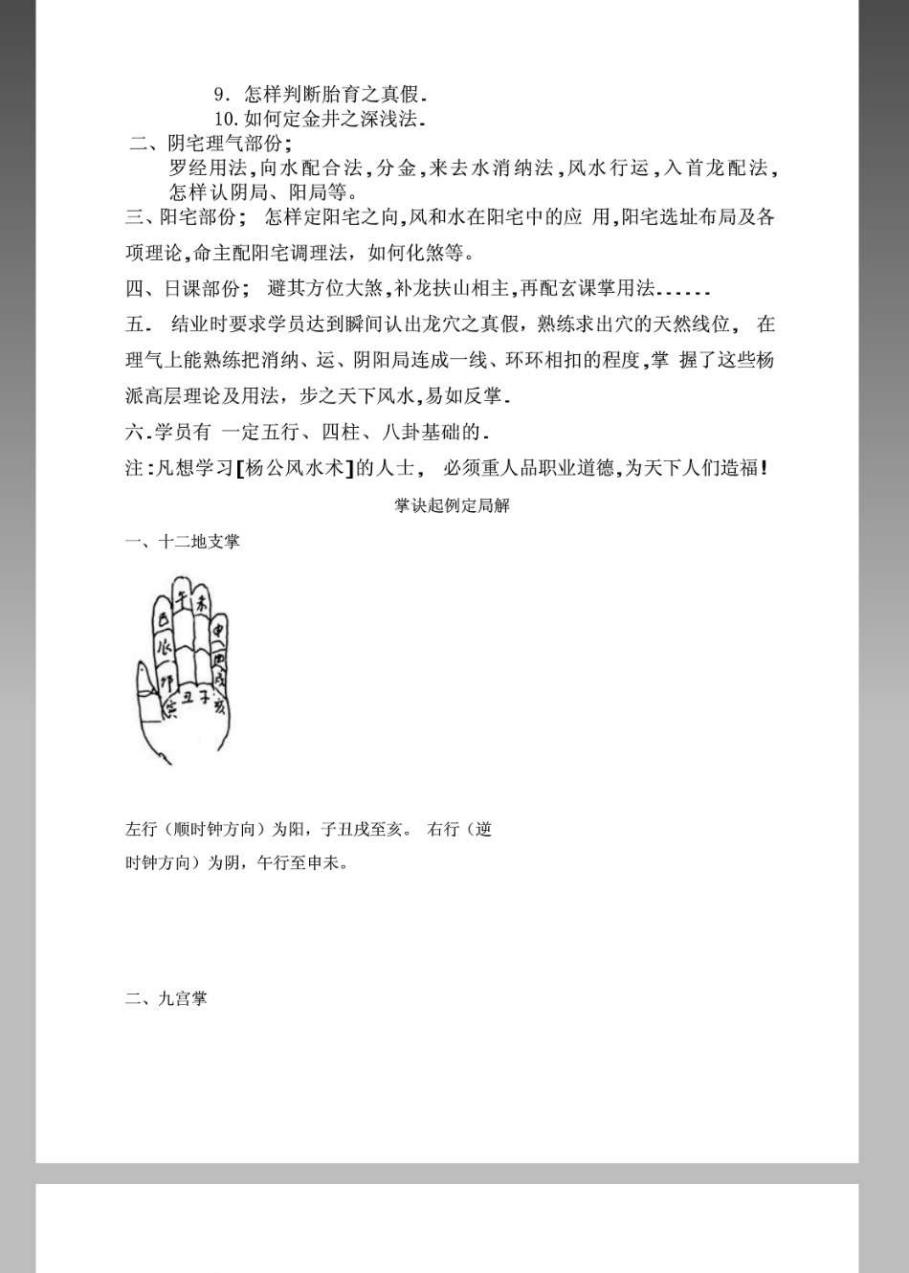 9. 怎样判断胎育之真假.
10.如何定金井之深浅法.
二、阴宅理气部份;
罗经用法,向水配合法,分金,来去水消纳法,风水行运,入首龙配法,
怎样认阴局、阳局等。
三、阳宅部份; 怎样定阳宅之向,风和水在阳宅中的应 用,阳宅选址布局及各
项理论,命主配阳宅调理法，如何化煞等。
四、日课部份; 避其方位大煞,补龙扶山相主,再配玄课掌用法......
五. 结业时要求学员达到瞬间认出龙穴之真假，熟练求出穴的天然线位， 在
理气上能熟练把消纳、运、阴阳局连成一线、环环相扣的程度,掌 握了这些杨
派高层理论及用法，步之天下风水,易如反掌.
六.学员有 一定五行、四柱、八卦基础的.
注:凡想学习[杨公风水术]的人士， 必须重人品职业道德,为天下人们造福!
掌诀起例定局解
一、十二地支掌
午
未
巳
申
辰
酉
卯
戌
寅
丑
子
亥
左行（顺时钟方向）为阳，子丑戌至亥。 右行（逆
时钟方向）为阴，午行至申未。
二、九宫掌